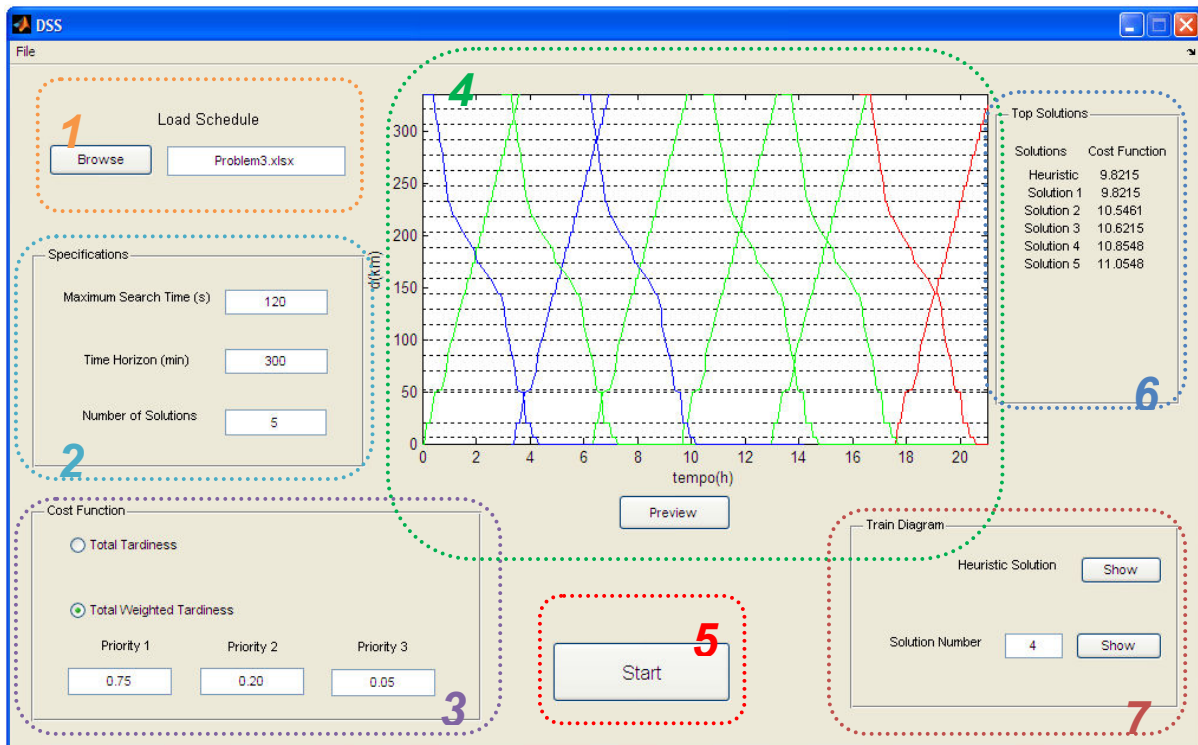 DSS
File
1
Load Schedule
Browse
Problem3.xlsx
2
Specifications
Maximum Search Time (s)
120
Time Horizon (min)
300
Number of Solutions
5
3
Cost Function
Total Tardiness
Total Weighted Tardiness
Priority 1 Priority 2 Priority 3
0.75 0.20 0.05
4
d(km)
300
250
200
150
100
50
0
0 2 4 6 8 10 12 14 16 18 20
tempo(h)
Preview
5
Start
6
Top Solutions
Solutions Cost Function
Heuristic 9.8215
Solution 1 9.8215
Solution 2 10.5461
Solution 3 10.6215
Solution 4 10.8548
Solution 5 11.0548
7
Train Diagram
Heuristic Solution Show
Solution Number 4 Show